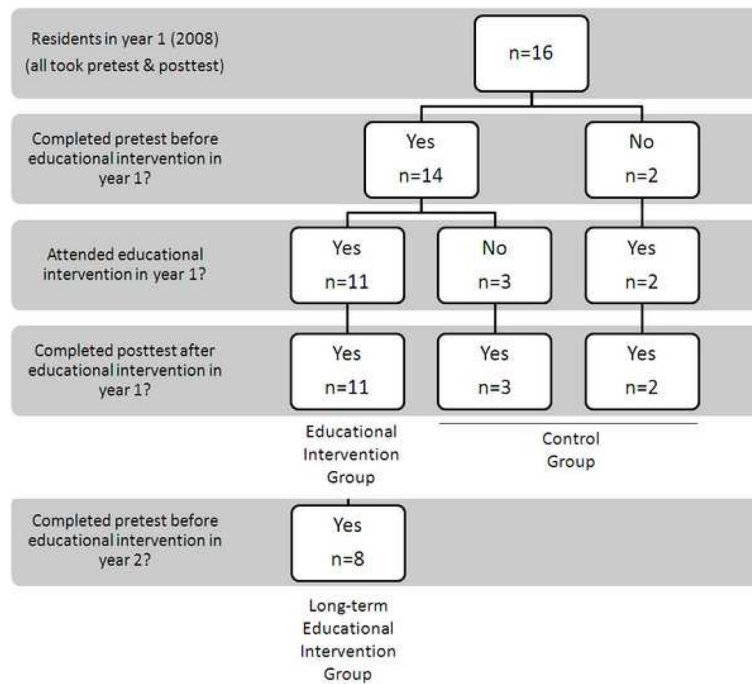 Residents in year 1 (2008)
(all took pretest & posttest)
n=16
Completed pretest before
educational intervention in
year 1?
Yes
n=14
No
n=2
Attended educational
intervention in year 1?
Yes
n=11
No
n=3
Yes
n=2
Completed posttest after
educational intervention in
year 1?
Yes
n=11
Yes
n=3
Yes
n=2
Educational
Intervention
Group
Control
Group
Completed pretest before
educational intervention in
year 2?
Yes
n=8
Long-term
Educational
Intervention
Group